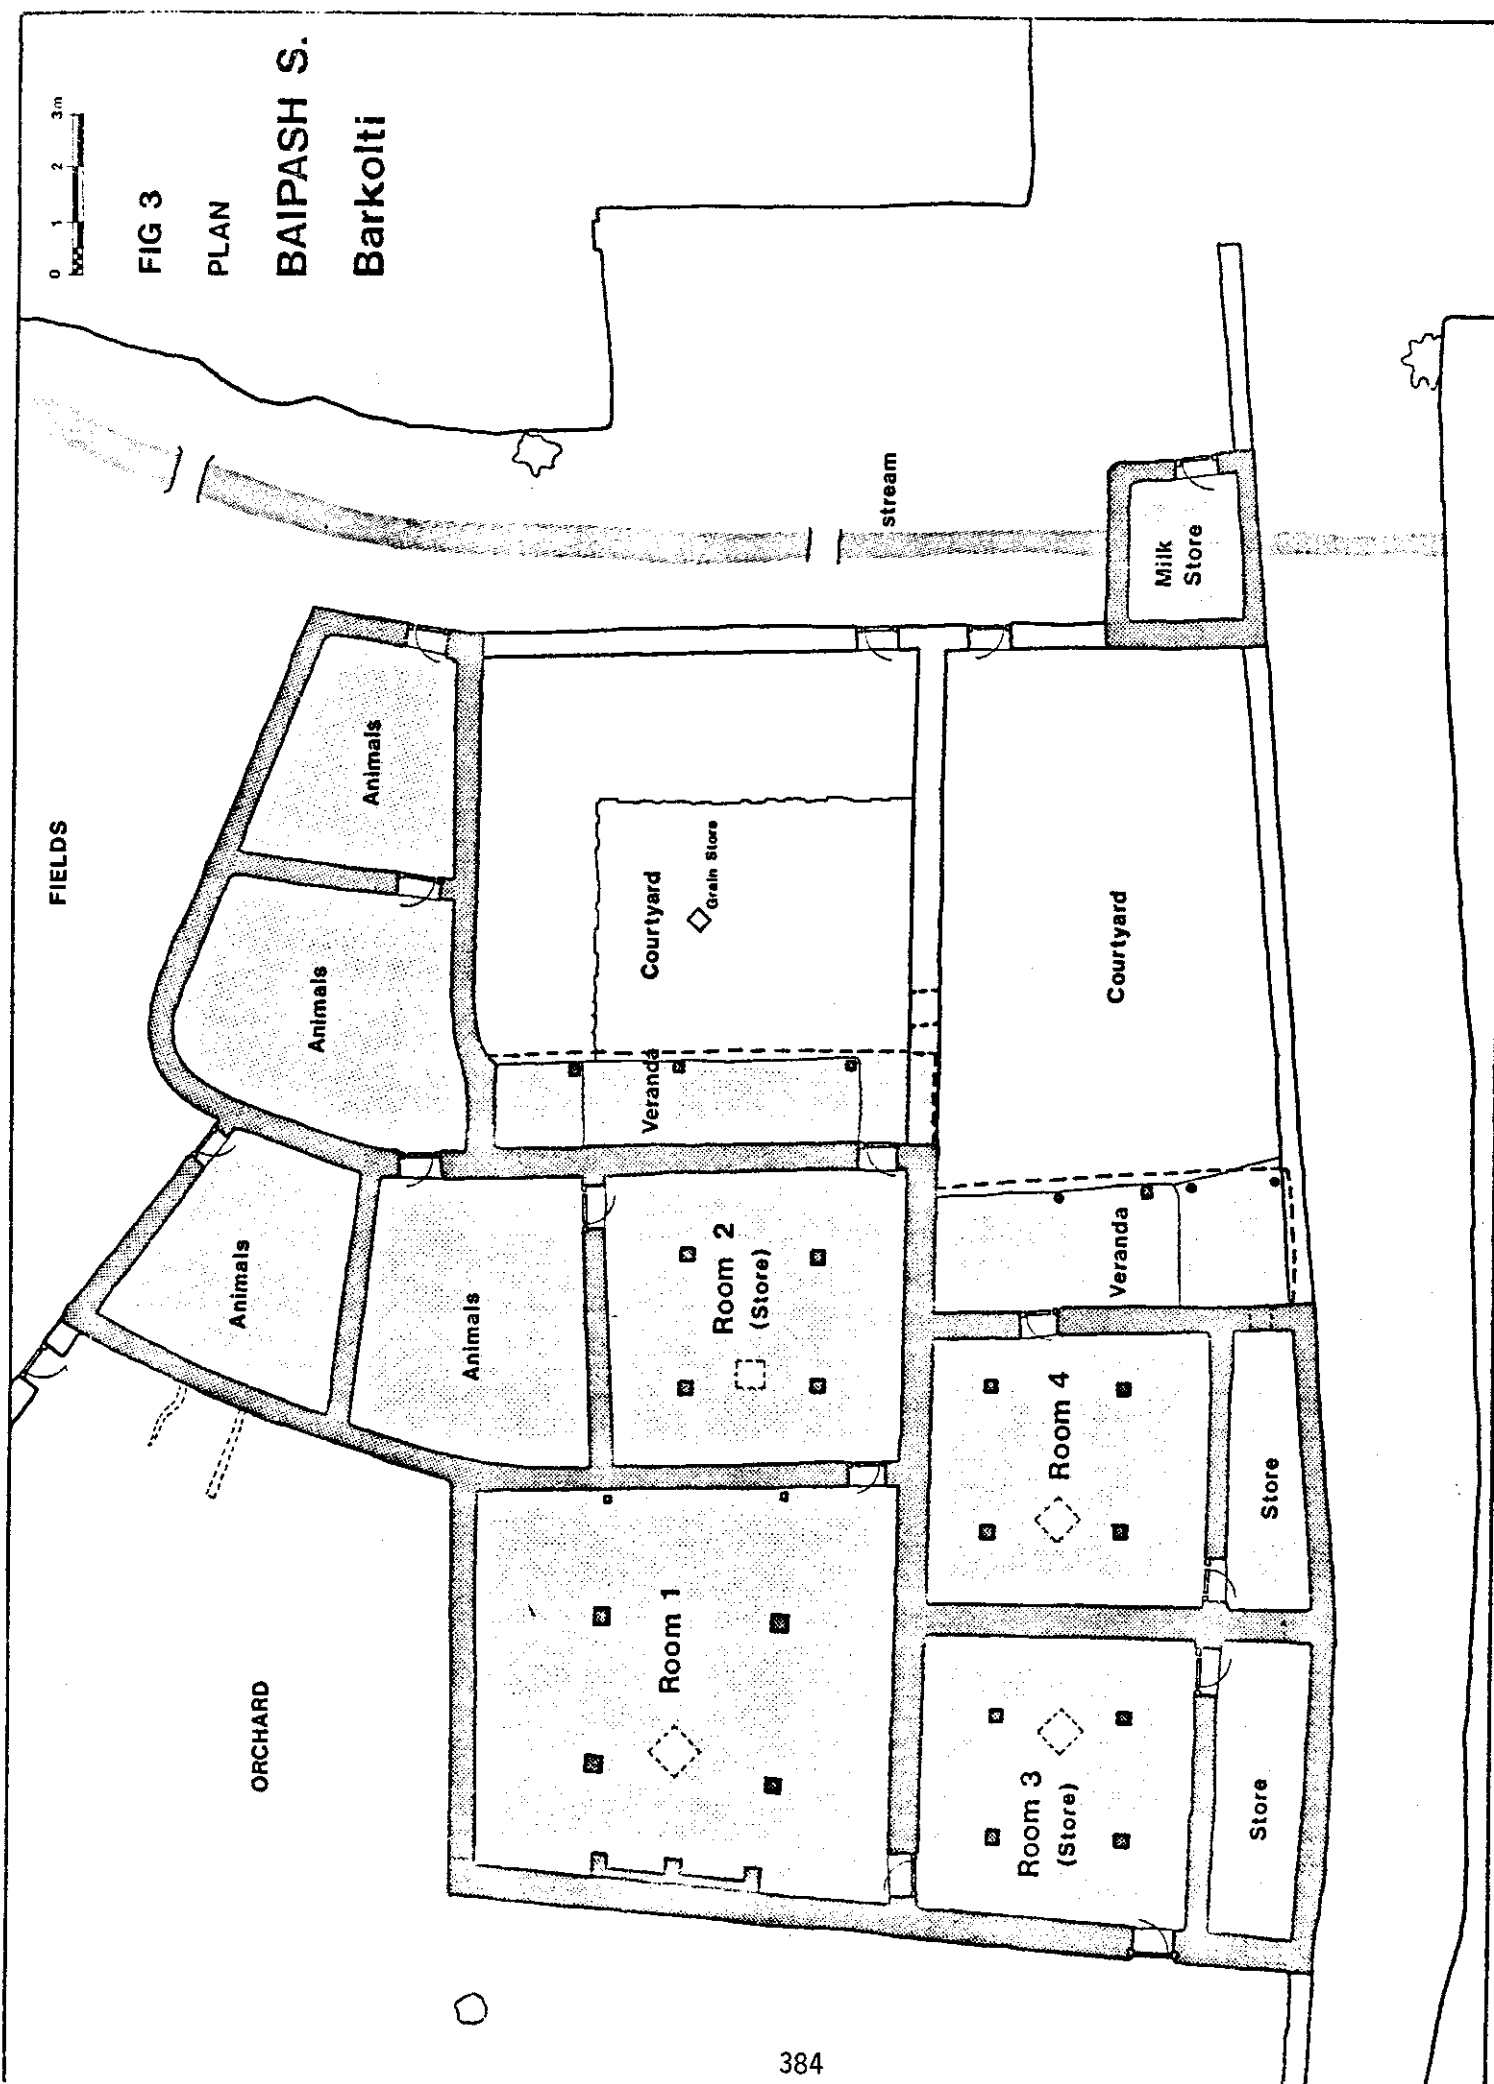 0 1 2 3m
FIG 3
PLAN
BAIPASH S.
Barkolti
FIELDS
ORCHARD
Animals
Animals
Animals
Animals
stream
Milk
Store
Courtyard
Grain Store
Veranda
Courtyard
Veranda
Room 1
Room 2
(Store)
Room 3
(Store)
Room 4
Store
Store
384